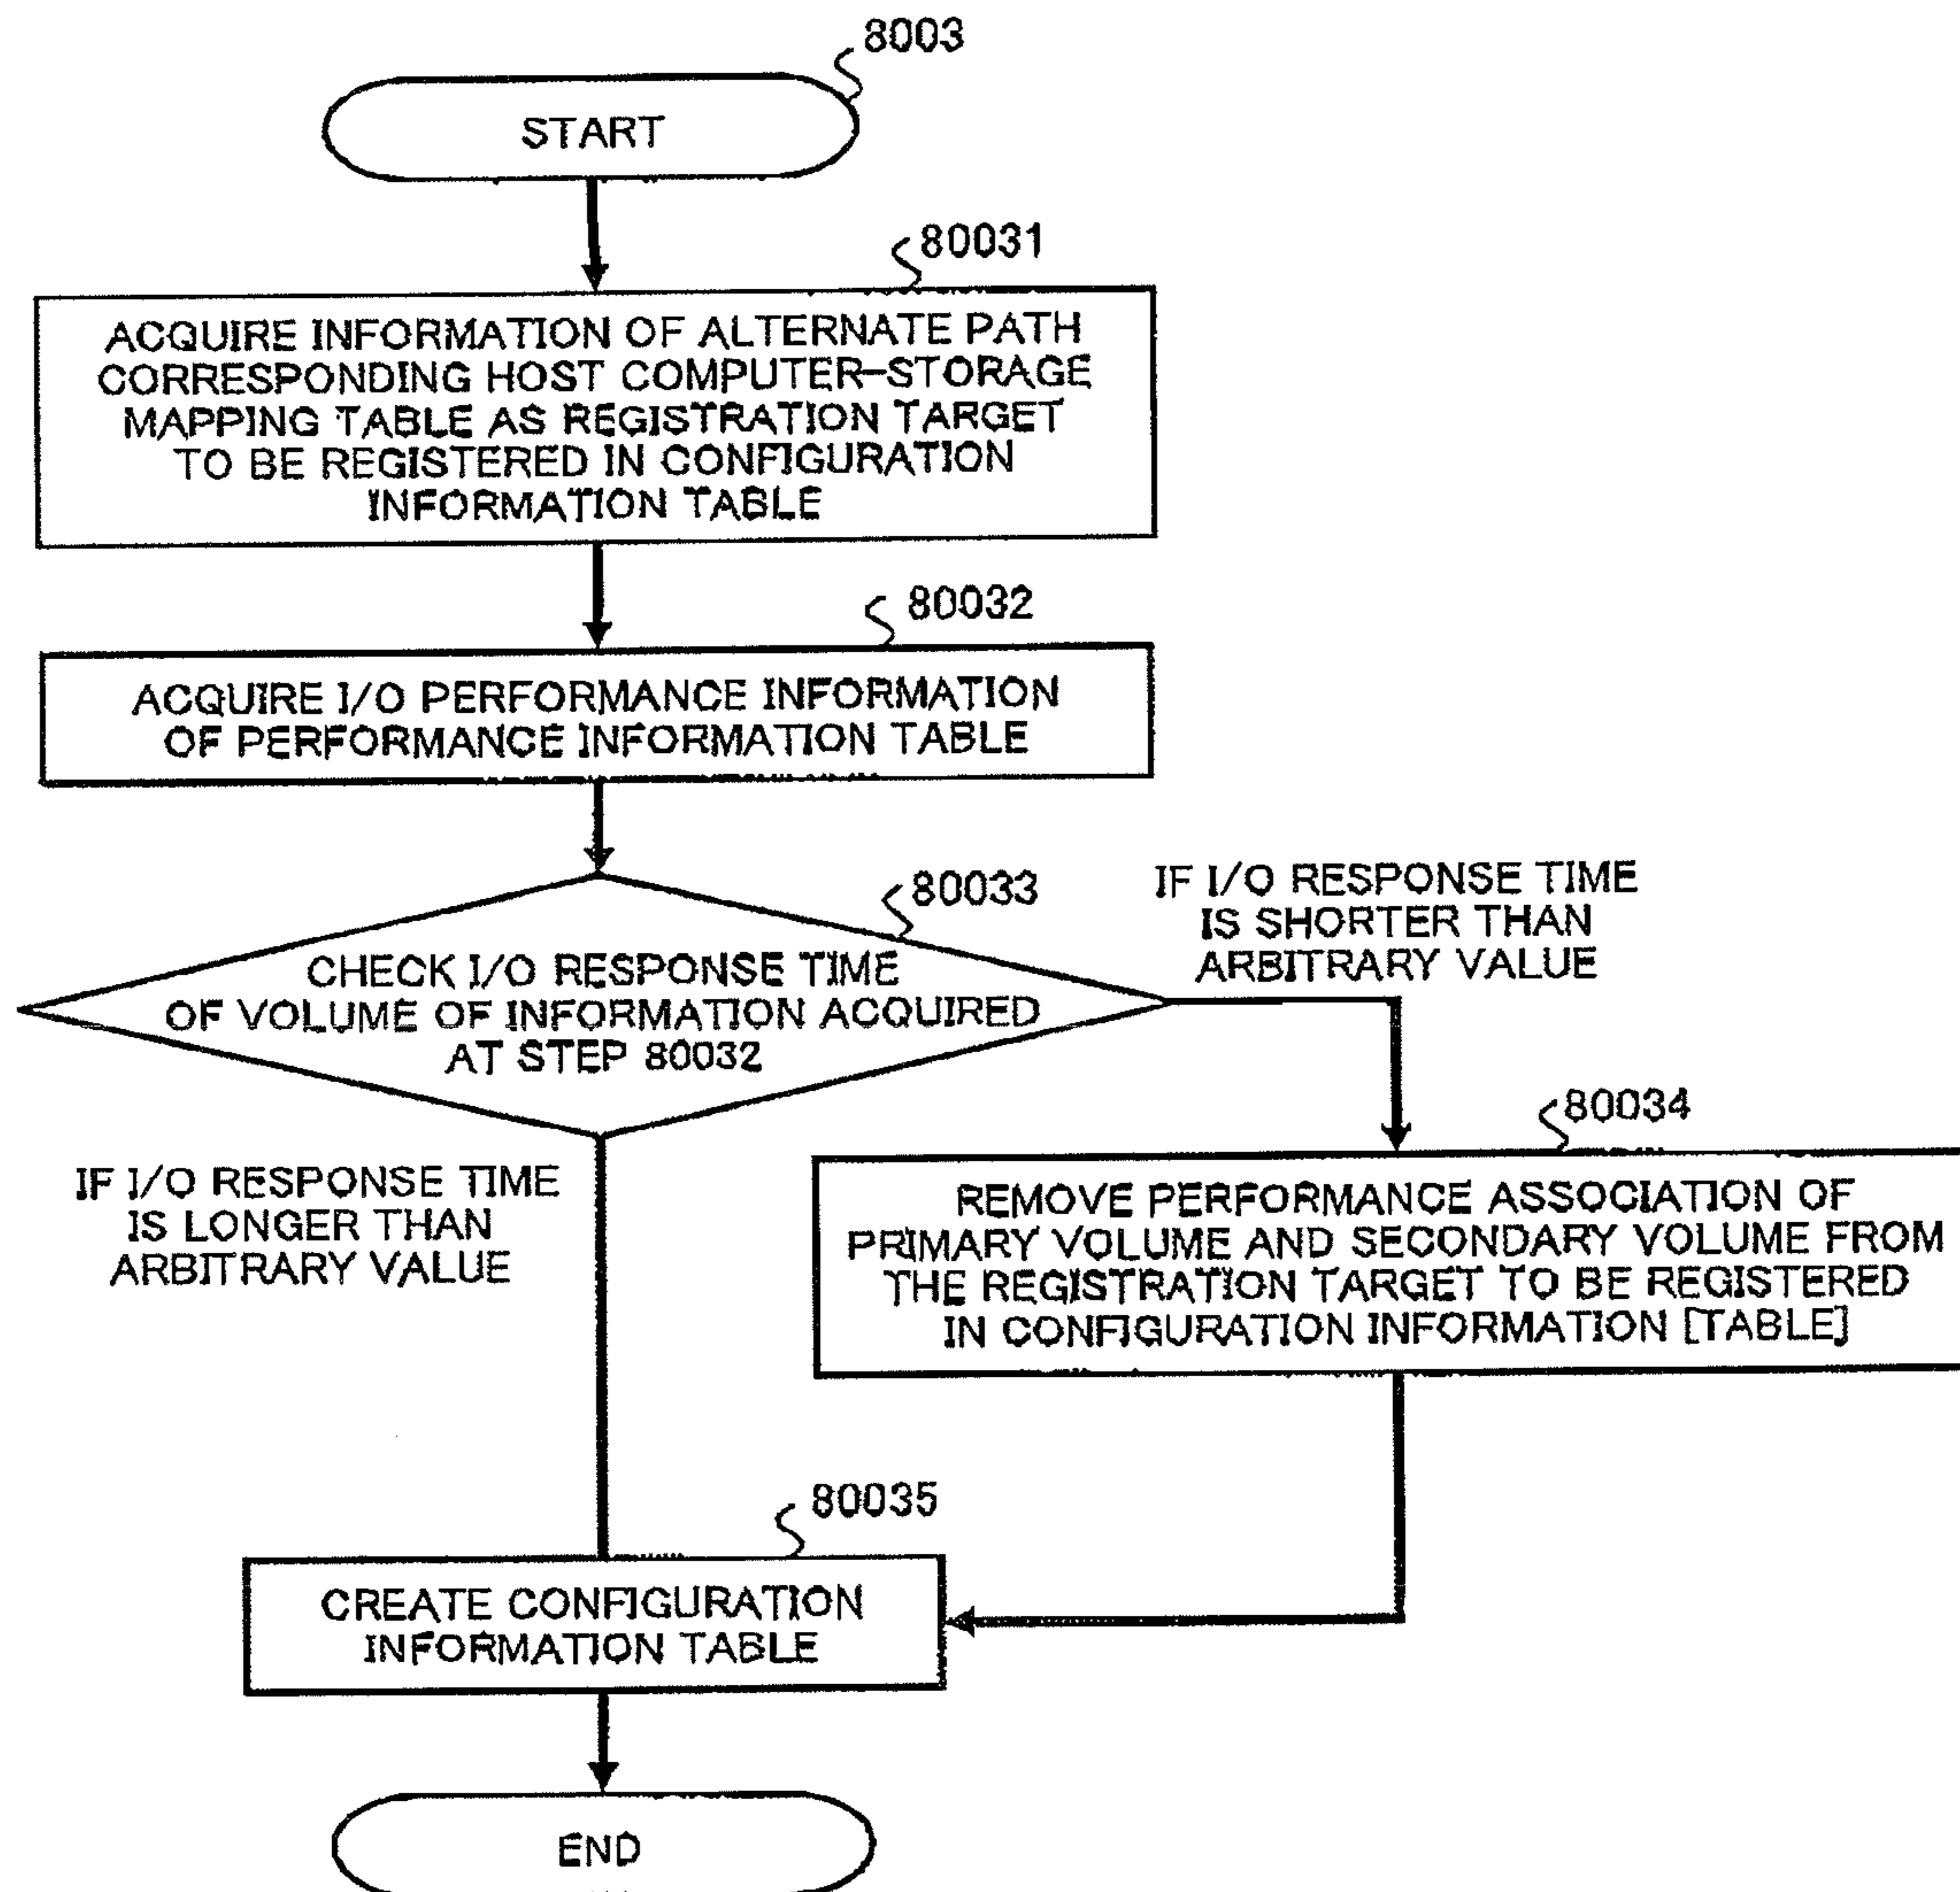 8003
START
80031
ACQUIRE INFORMATION OF ALTERNATE PATH
CORRESPONDING HOST COMPUTER-STORAGE
MAPPING TABLE AS REGISTRATION TARGET
TO BE REGISTERED IN CONFIGURATION
INFORMATION TABLE
80032
ACQUIRE I/O PERFORMANCE INFORMATION
OF PERFORMANCE INFORMATION TABLE
80033
CHECK I/O RESPONSE TIME
OF VOLUME OF INFORMATION ACQUIRED
AT STEP 80032
IF I/O RESPONSE TIME
IS SHORTER THAN
ARBITRARY VALUE
80034
REMOVE PERFORMANCE ASSOCIATION OF
PRIMARY VOLUME AND SECONDARY VOLUME FROM
THE REGISTRATION TARGET TO BE REGISTERED
IN CONFIGURATION INFORMATION [TABLE]
IF I/O RESPONSE TIME
IS LONGER THAN
ARBITRARY VALUE
80035
CREATE CONFIGURATION
INFORMATION TABLE
END